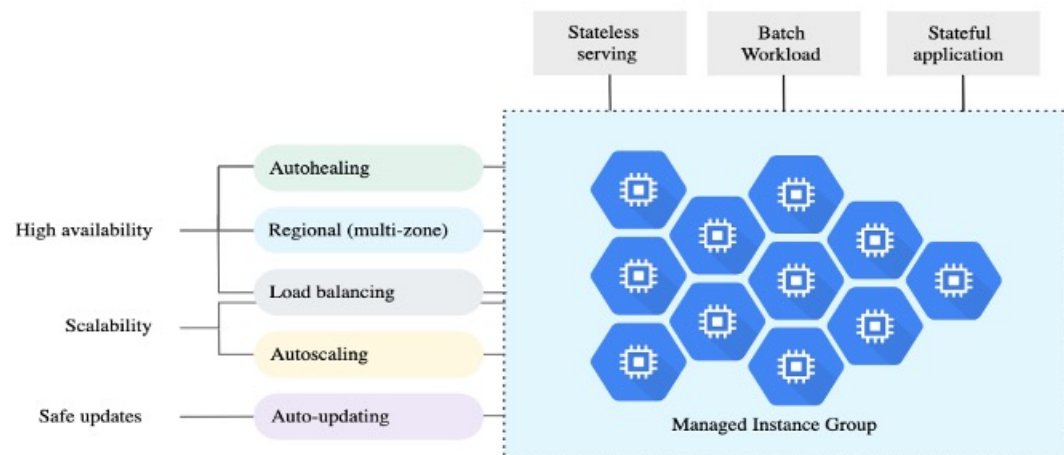 Stateless
serving
Batch
Workload
Stateful
application
Autohealing
High availability
Regional (multi-zone)
Load balancing
Scalability
Autoscaling
Safe updates
Auto-updating
Managed Instance Group